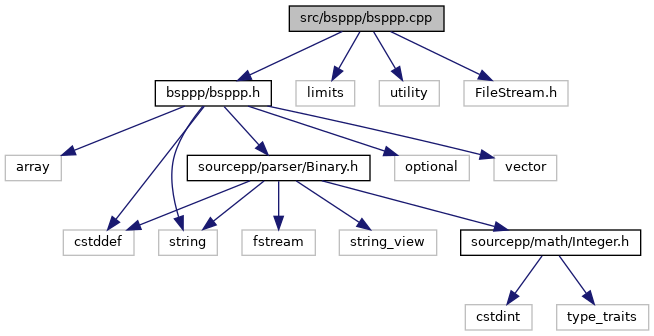 src/bsppp/bsppp.cpp
bsppp/bsppp.h
limits
utility
FileStream.h
array
sourcepp/parser/Binary.h
optional
vector
cstddef
string
fstream
string_view
sourcepp/math/Integer.h
cstdint
type_traits